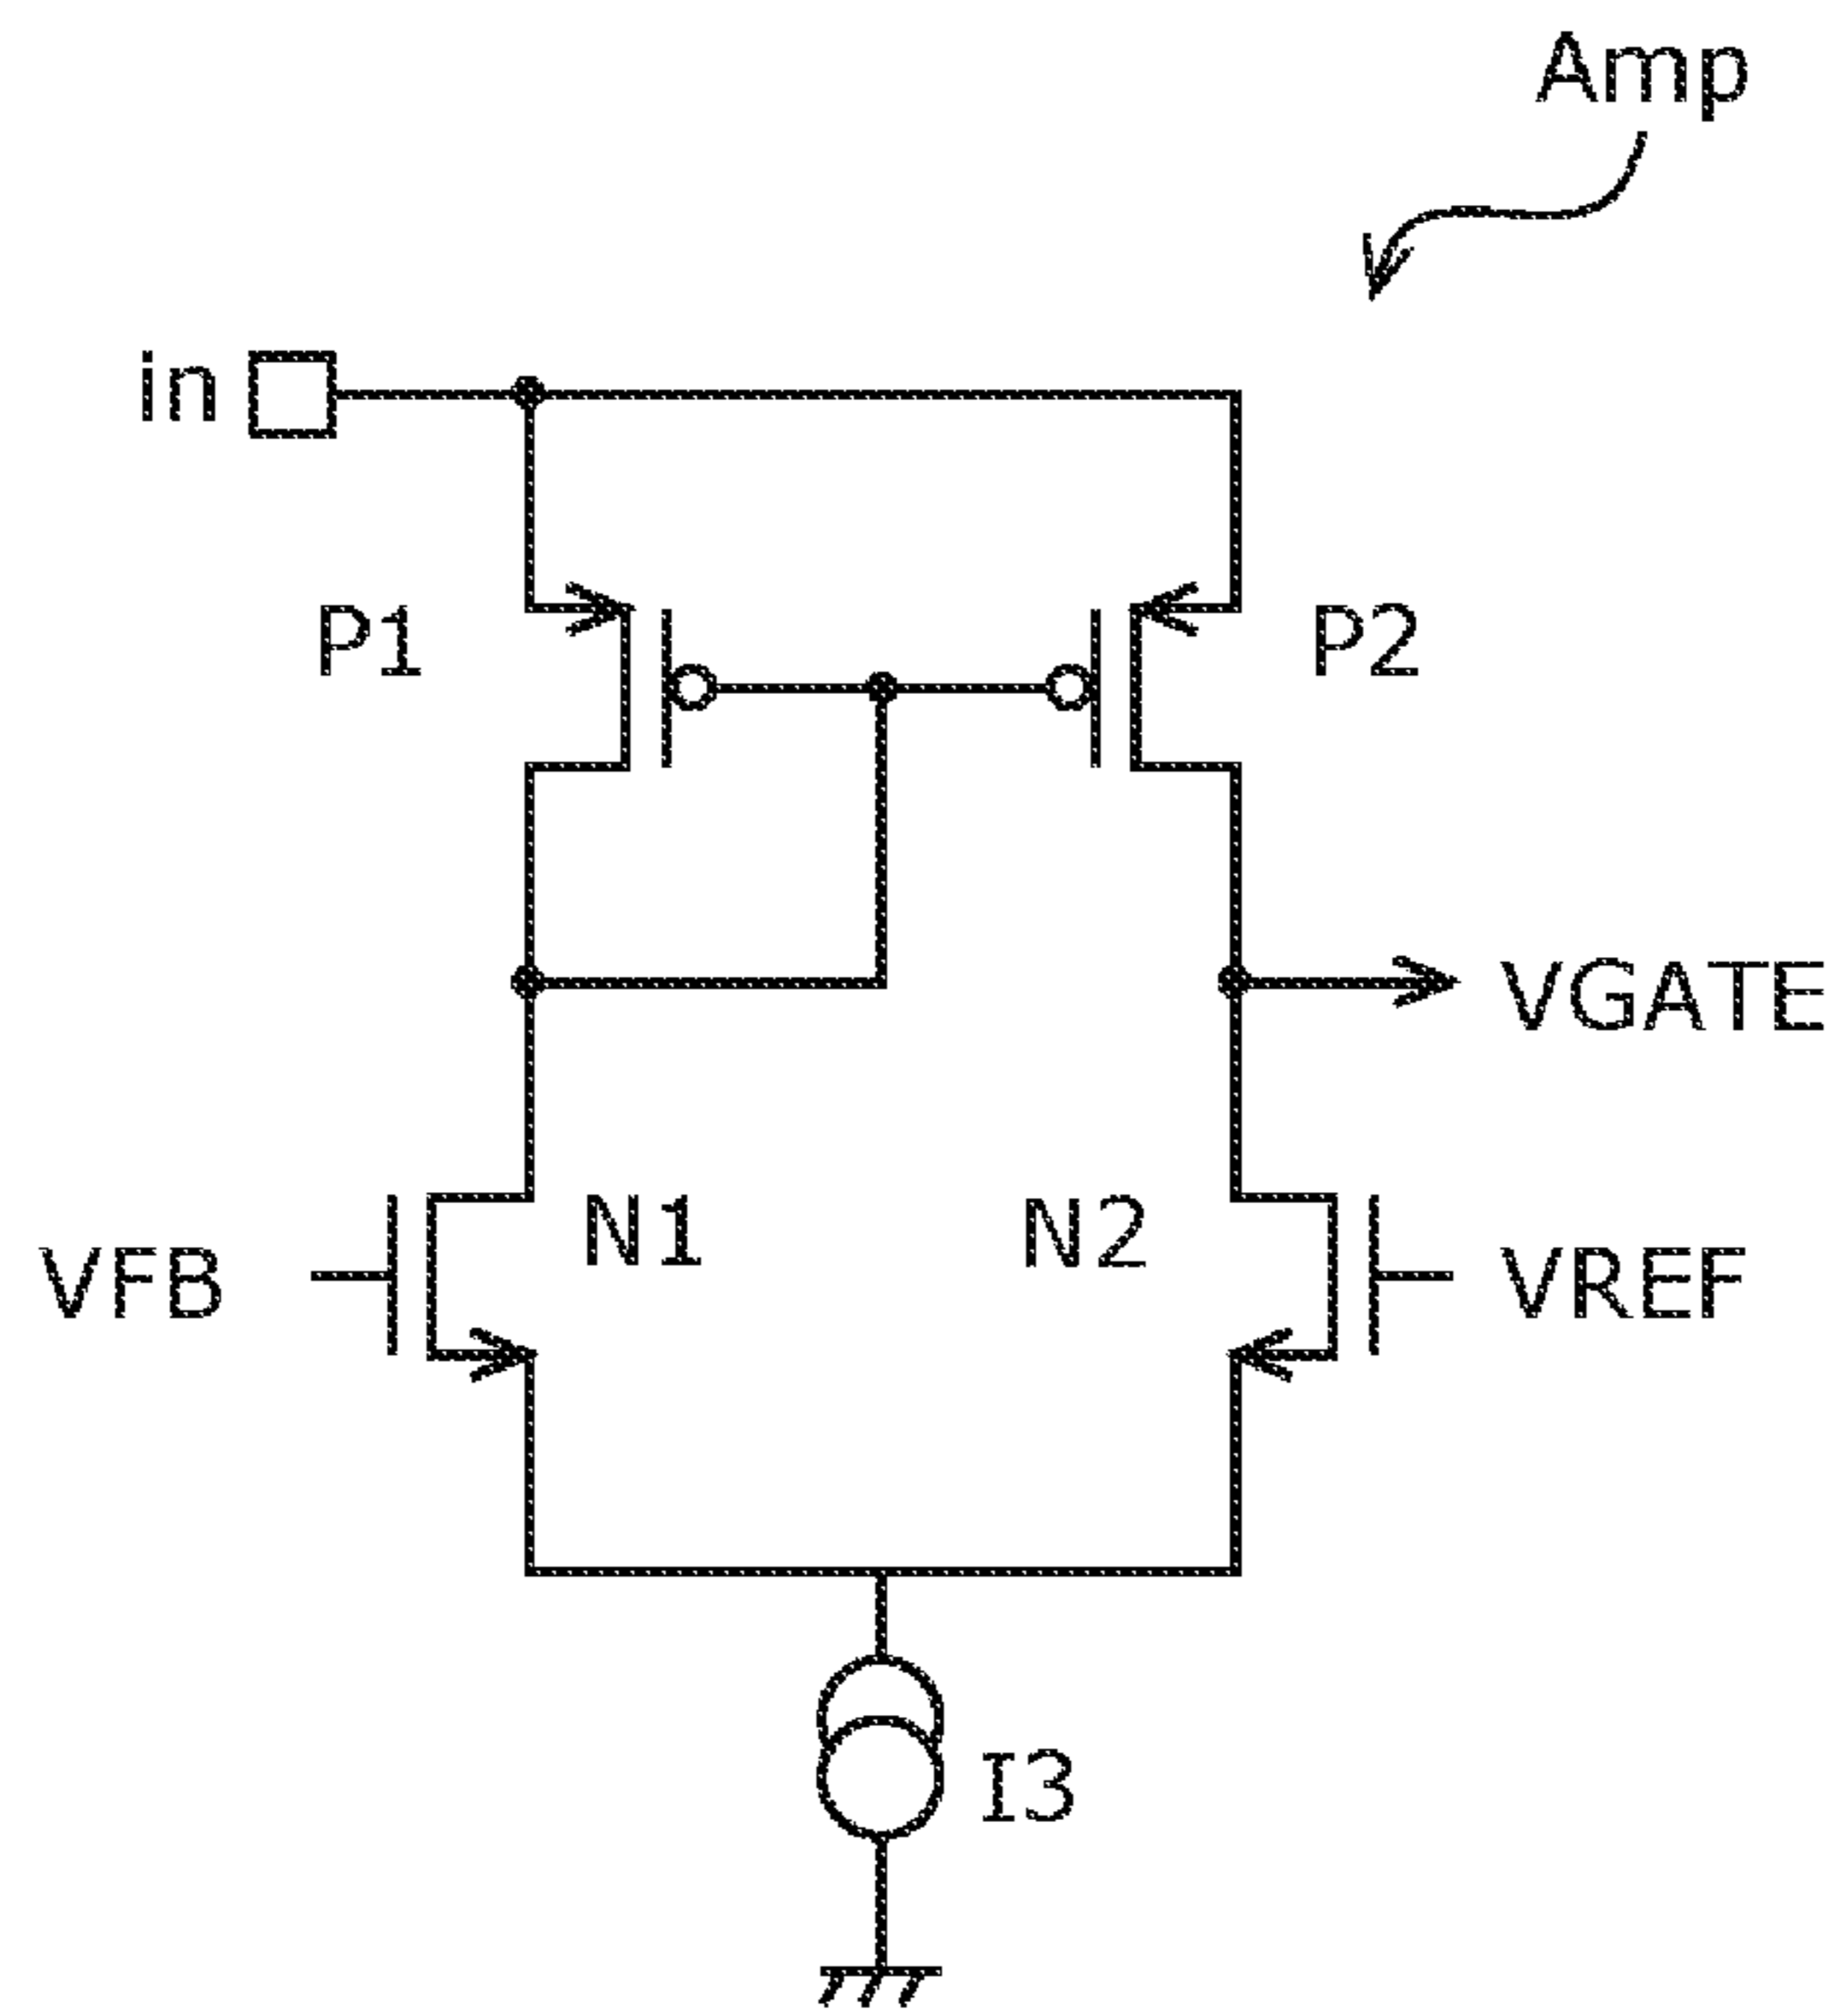 Amp
in
P1
P2
VGATE
N1
N2
VFB
VREF
I3